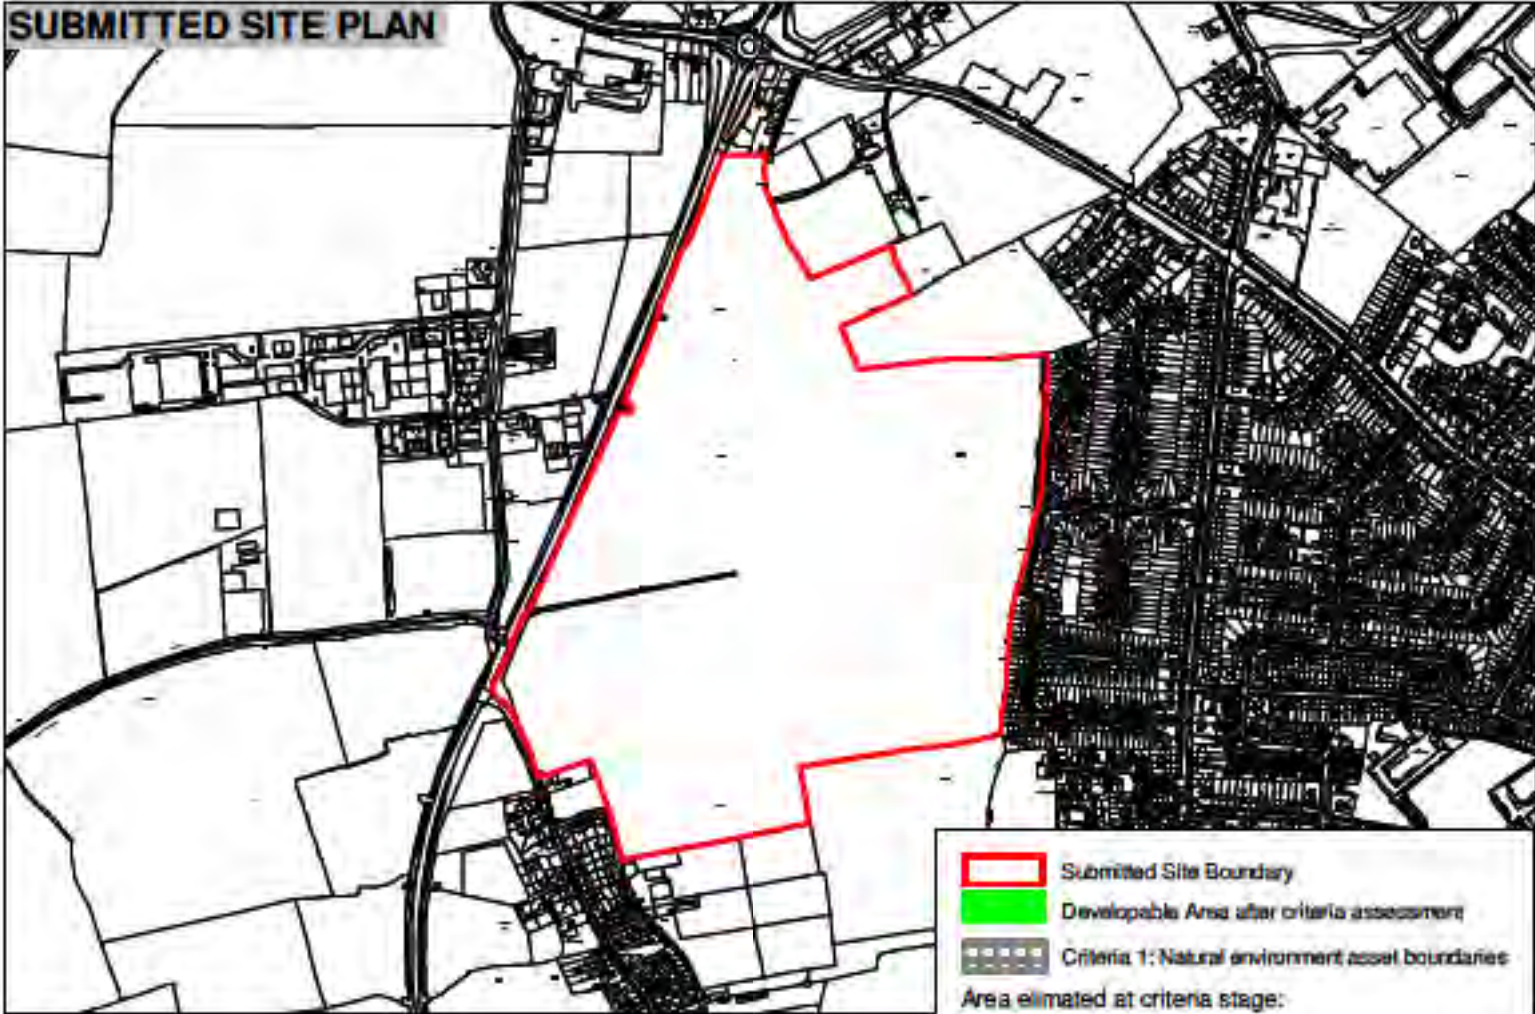 SUBMITTED SITE PLAN
Submitted Site Boundary
Developable Area after criteria assessment
Criteria 1: Natural environment asset boundaries
Area elimated at criteria stage: